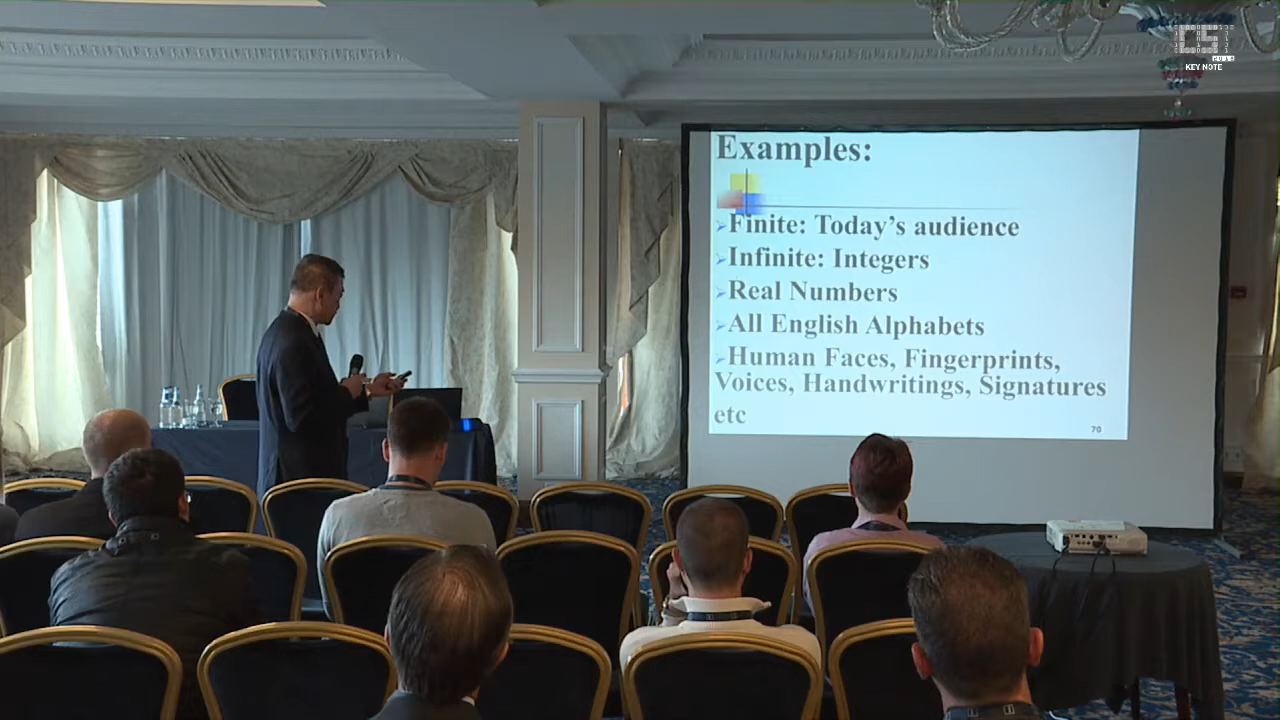 KEY NOTE
Examples:
Finite: Today's audience
Infinite: Integers
Real Numbers
All English Alphabets
Human Faces, Fingerprints,
Voices, Handwritings, Signatures
etc
70